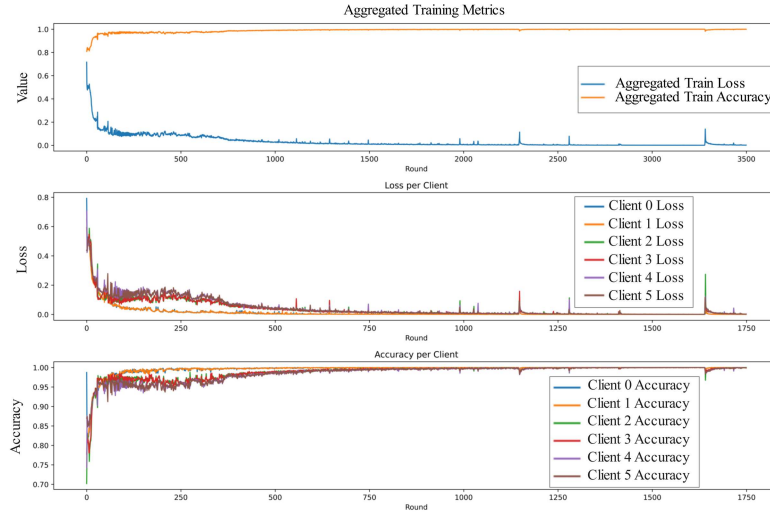 Aggregated Training Metrics
1.0
0.8
0.6
0.4
0.2
0.0
Value
Aggregated Train Loss
Aggregated Train Accuracy
0 500 1000 1500 2000 2500 3000 3500
Round
Loss per Client
0.8
0.6
0.4
0.2
0.0
Loss
Client 0 Loss
Client 1 Loss
Client 2 Loss
Client 3 Loss
Client 4 Loss
Client 5 Loss
0 250 500 750 1000 1250 1500 1750
Round
Accuracy per Client
1.00
0.95
0.90
0.85
0.80
0.75
0.70
Accuracy
Client 0 Accuracy
Client 1 Accuracy
Client 2 Accuracy
Client 3 Accuracy
Client 4 Accuracy
Client 5 Accuracy
0 250 500 750 1000 1250 1500 1750
Round